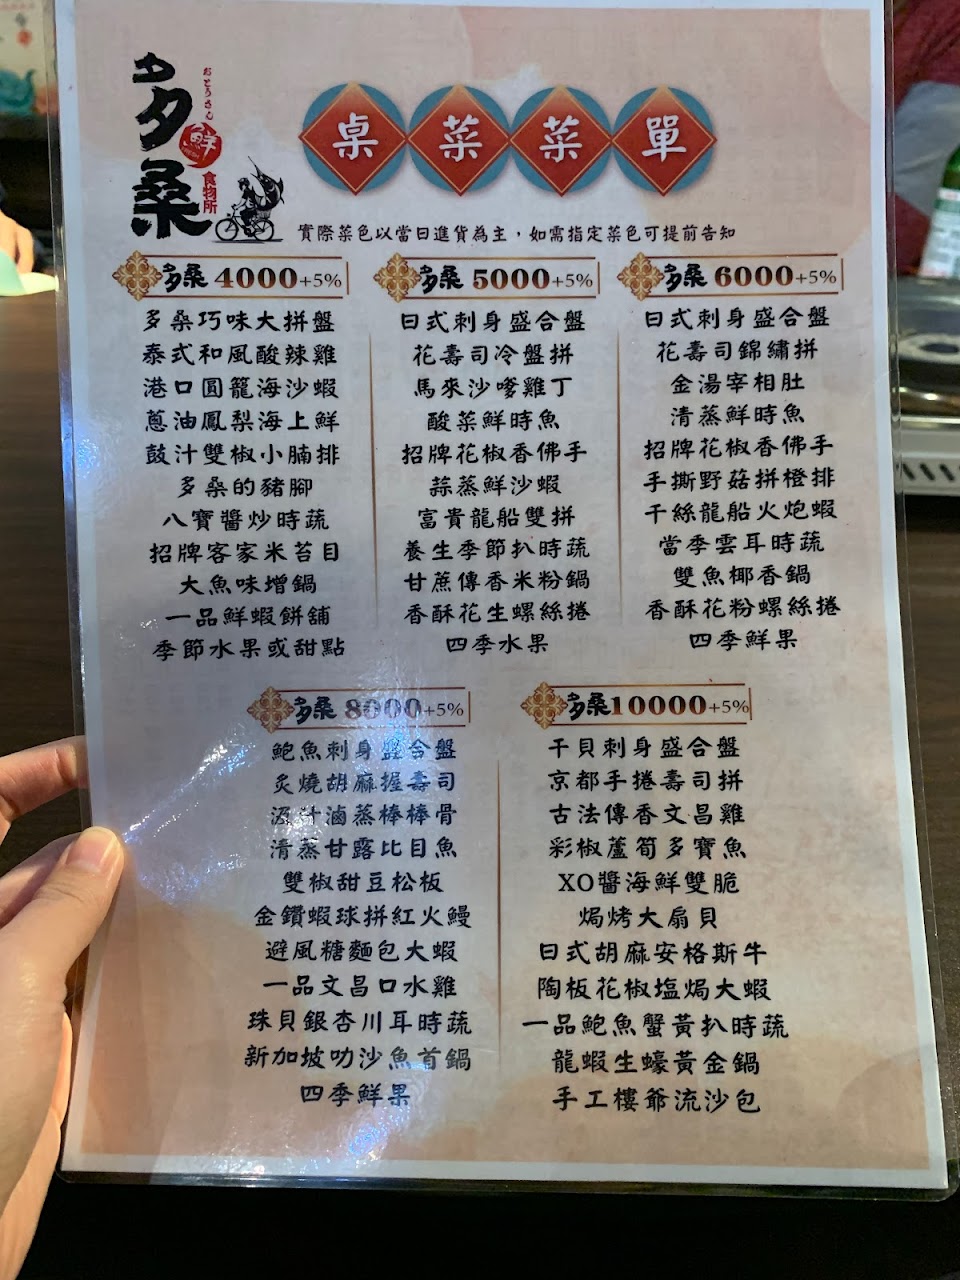 多桑
おとうさん
鮮
FRESH
食物所
桌菜菜單
實際菜色以當日進貨為主，如需指定菜色可提前告知
多桑 4000+5%
多桑巧味大拼盤
泰式和風酸辣雞
港口圓籠海沙蝦
蔥油鳳梨海上鮮
鼓汁雙椒小腩排
多桑的豬腳
八寶醬炒時蔬
招牌客家米苔目
大魚味增鍋
一品鮮蝦餅舖
季節水果或甜點
多桑 5000+5%
日式刺身盛合盤
花壽司冷盤拼
馬來沙嗲雞丁
酸菜鮮時魚
招牌花椒香佛手
蒜蒸鮮沙蝦
富貴龍船雙拼
養生季節扒時蔬
甘蔗傳香米粉鍋
香酥花生螺絲捲
四季水果
多桑 6000+5%
日式刺身盛合盤
花壽司錦繡拼
金湯宰相肚
清蒸鮮時魚
招牌花椒香佛手
手撕野菇拼橙排
千絲龍船火炮蝦
當季雲耳時蔬
雙魚椰香鍋
香酥花粉螺絲捲
四季鮮果
多桑 8000+5%
鮑魚刺身盛合盤
炙燒胡麻握壽司
汁滷蒸棒棒骨
清蒸甘露比目魚
雙椒甜豆松板
金鑽蝦球拼紅火鰻
避風糖麵包大蝦
一品文昌口水雞
珠貝銀杏川耳時蔬
新加坡叻沙魚首鍋
四季鮮果
多桑10000+5%
干貝刺身盛合盤
京都手捲壽司拼
古法傳香文昌雞
彩椒蘆筍多寶魚
XO醬海鮮雙脆
焗烤大扇貝
日式胡麻安格斯牛
陶板花椒塩焗大蝦
一品鮑魚蟹黃扒時蔬
龍蝦生蠔黃金鍋
手工樓爺流沙包